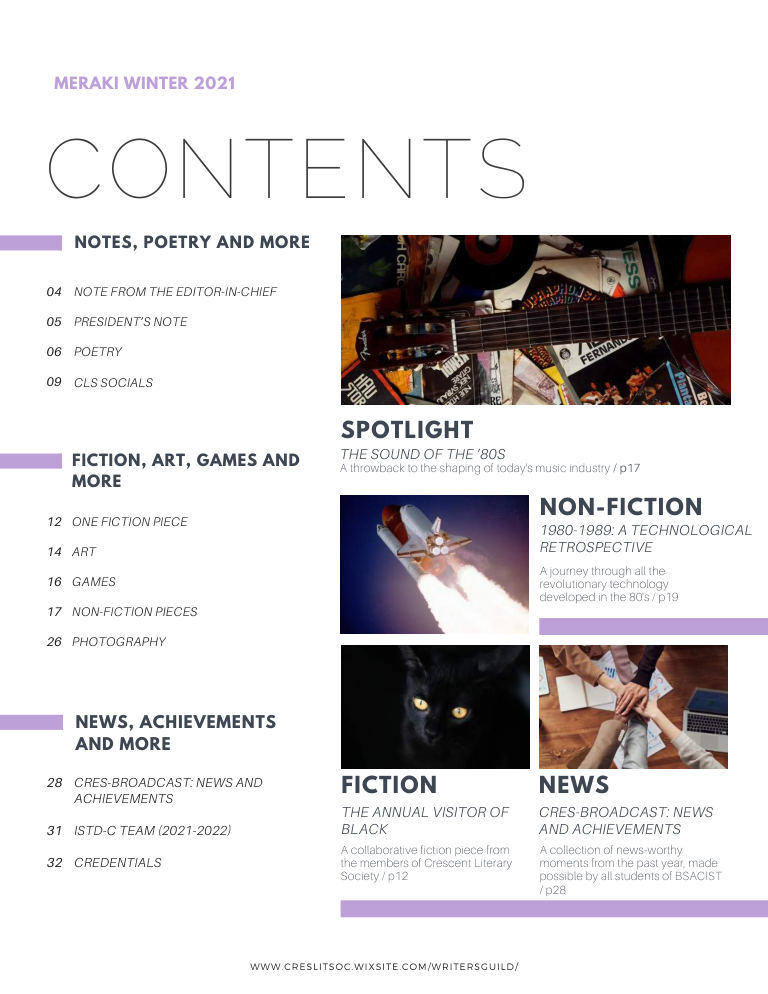 MERAKI WINTER 2021
CONTENTS
NOTES, POETRY AND MORE
04 NOTE FROM THE EDITOR-IN-CHIEF
05 PRESIDENT'S NOTE
06 POETRY
09 CLS SOCIALS
FICTION, ART, GAMES AND
MORE
12 ONE FICTION PIECE
14 ART
16 GAMES
17 NON-FICTION PIECES
26 PHOTOGRAPHY
NEWS, ACHIEVEMENTS
AND MORE
28 CRES-BROADCAST: NEWS AND
ACHIEVEMENTS
31 ISTD-C TEAM (2021-2022)
32 CREDENTIALS
Fender
FERNAN
SPOTLIGHT
THE SOUND OF THE '80S
A throwback to the shaping of today's music industry / p17
NON-FICTION
1980-1989: A TECHNOLOGICAL
RETROSPECTIVE
A journey through all the
revolutionary technology
developed in the 80's / p19
FICTION
THE ANNUAL VISITOR OF
BLACK
A collaborative fiction piece from
the members of Crescent Literary
Society / p12
NEWS
CRES-BROADCAST: NEWS
AND ACHIEVEMENTS
A collection of news-worthy
moments from the past year, made
possible by all students of BSACIST
/ p28
WWW.CRESLITSOC.WIXSITE.COM/WRITERSGUILD/